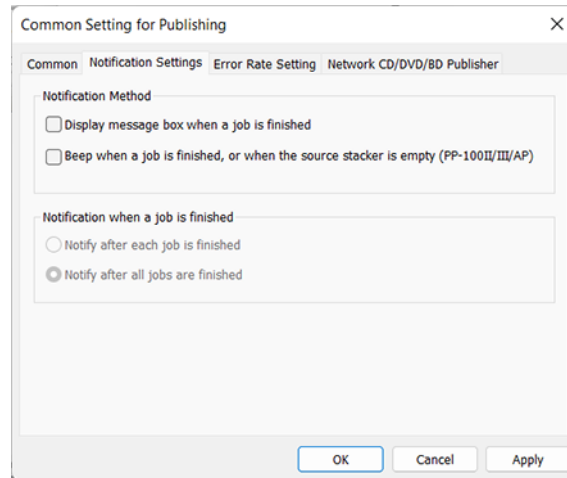 Common Setting for Publishing
Common Notification Settings Error Rate Setting Network CD/DVD/BD Publisher
Notification Method
Display message box when a job is finished
Beep when a job is finished, or when the source stacker is empty (PP-100II/III/AP)
Notification when a job is finished
Notify after each job is finished
Notify after all jobs are finished
OK Cancel Apply